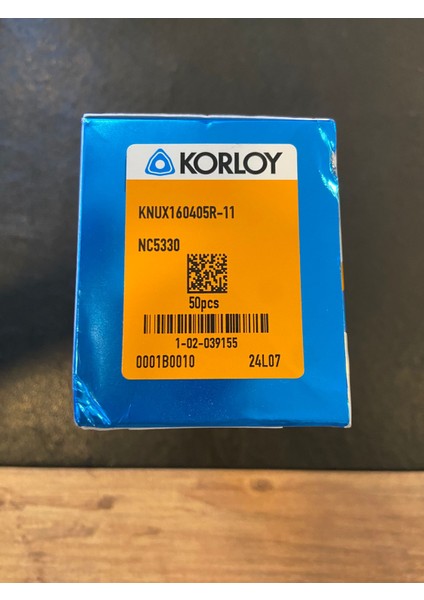 KORLOY
KNUX160405R-11
NC5330
50pcs
1-02-039155
0001B0010 24L07